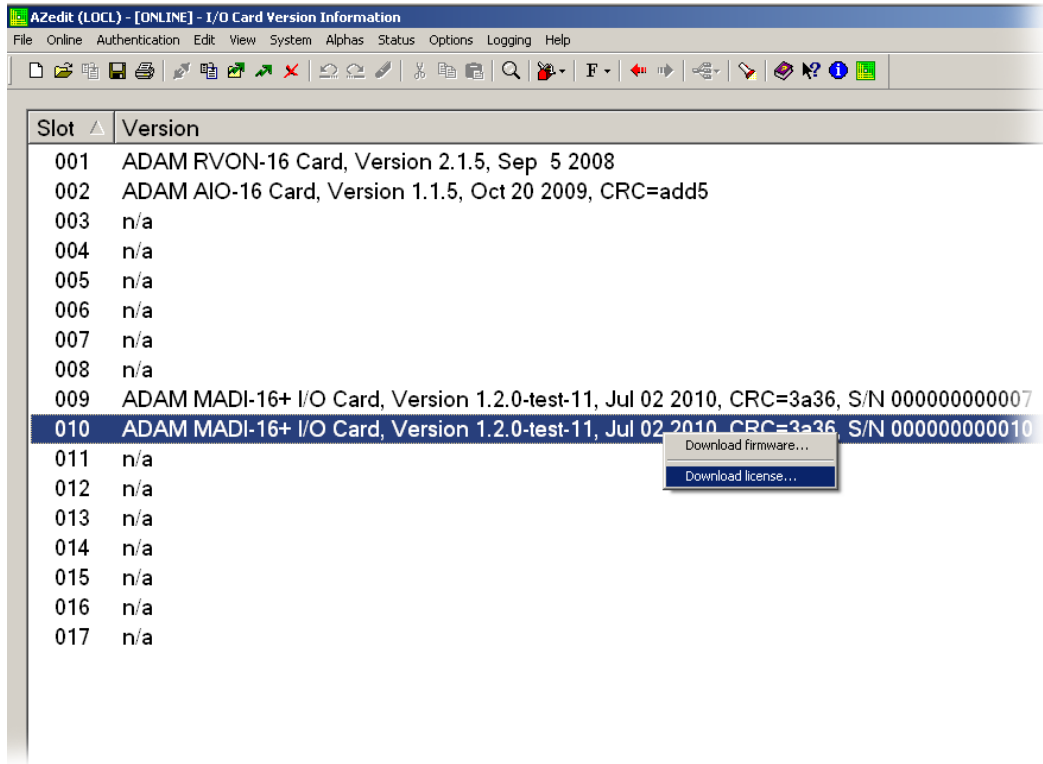 AZedit (LOCL) - [ONLINE] - I/O Card Version Information
File Online Authentication Edit View System Alphas Status Options Logging Help
F
Slot Version
001 ADAM RVON-16 Card, Version 2.1.5, Sep 5 2008
002 ADAM AIO-16 Card, Version 1.1.5, Oct 20 2009, CRC=add5
003 n/a
004 n/a
005 n/a
006 n/a
007 n/a
008 n/a
009 ADAM MADI-16+ I/O Card, Version 1.2.0-test-11, Jul 02 2010, CRC=3a36, S/N 000000000007
010 ADAM MADI-16+ I/O Card, Version 1.2.0-test-11, Jul 02 2010, CRC=3a36, S/N 000000000010
Download firmware...
011 n/a
Download license...
012 n/a
013 n/a
014 n/a
015 n/a
016 n/a
017 n/a